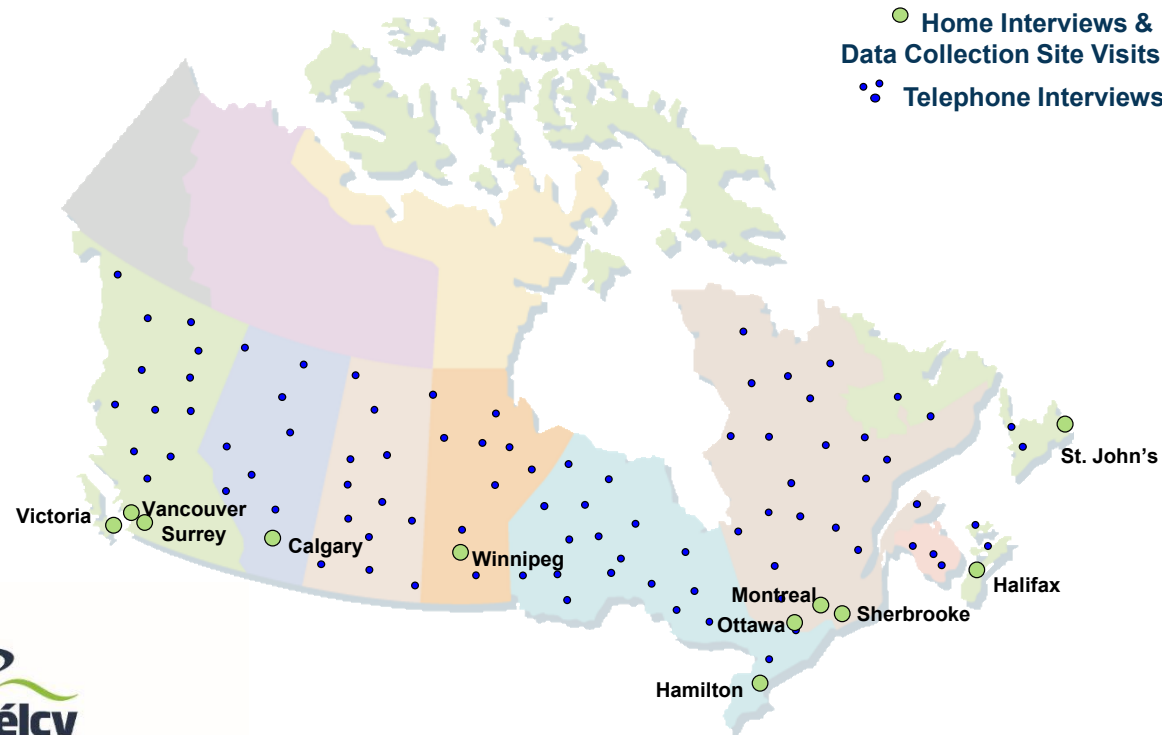 Home Interviews &
Data Collection Site Visits
Telephone Interviews
St. John's
Victoria
Vancouver
Surrey
Calgary
Winnipeg
Halifax
Montreal
Sherbrooke
Ottawa
Hamilton
élcv